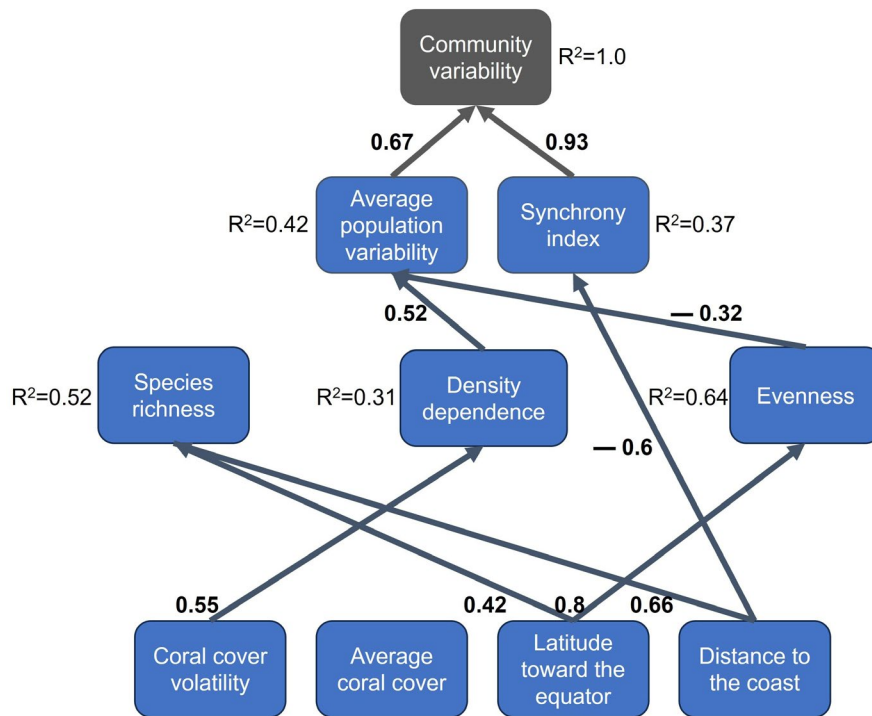 Community
variability
R²=1.0
0.67
0.93
R²=0.42
Average
population
variability
Synchrony
index
R²=0.37
0.52
— 0.32
R²=0.52
Species
richness
R²=0.31
Density
dependence
R²=0.64
Evenness
— 0.6
0.55
0.42
0.8
0.66
Coral cover
volatility
Average
coral cover
Latitude
toward the
equator
Distance to
the coast